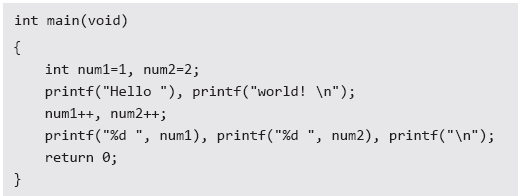 int main(void)
{
    int num1=1, num2=2;
    printf("Hello "), printf("world! \n");
    num1++, num2++;
    printf("%d ", num1), printf("%d ", num2), printf("\n");
    return 0;
}